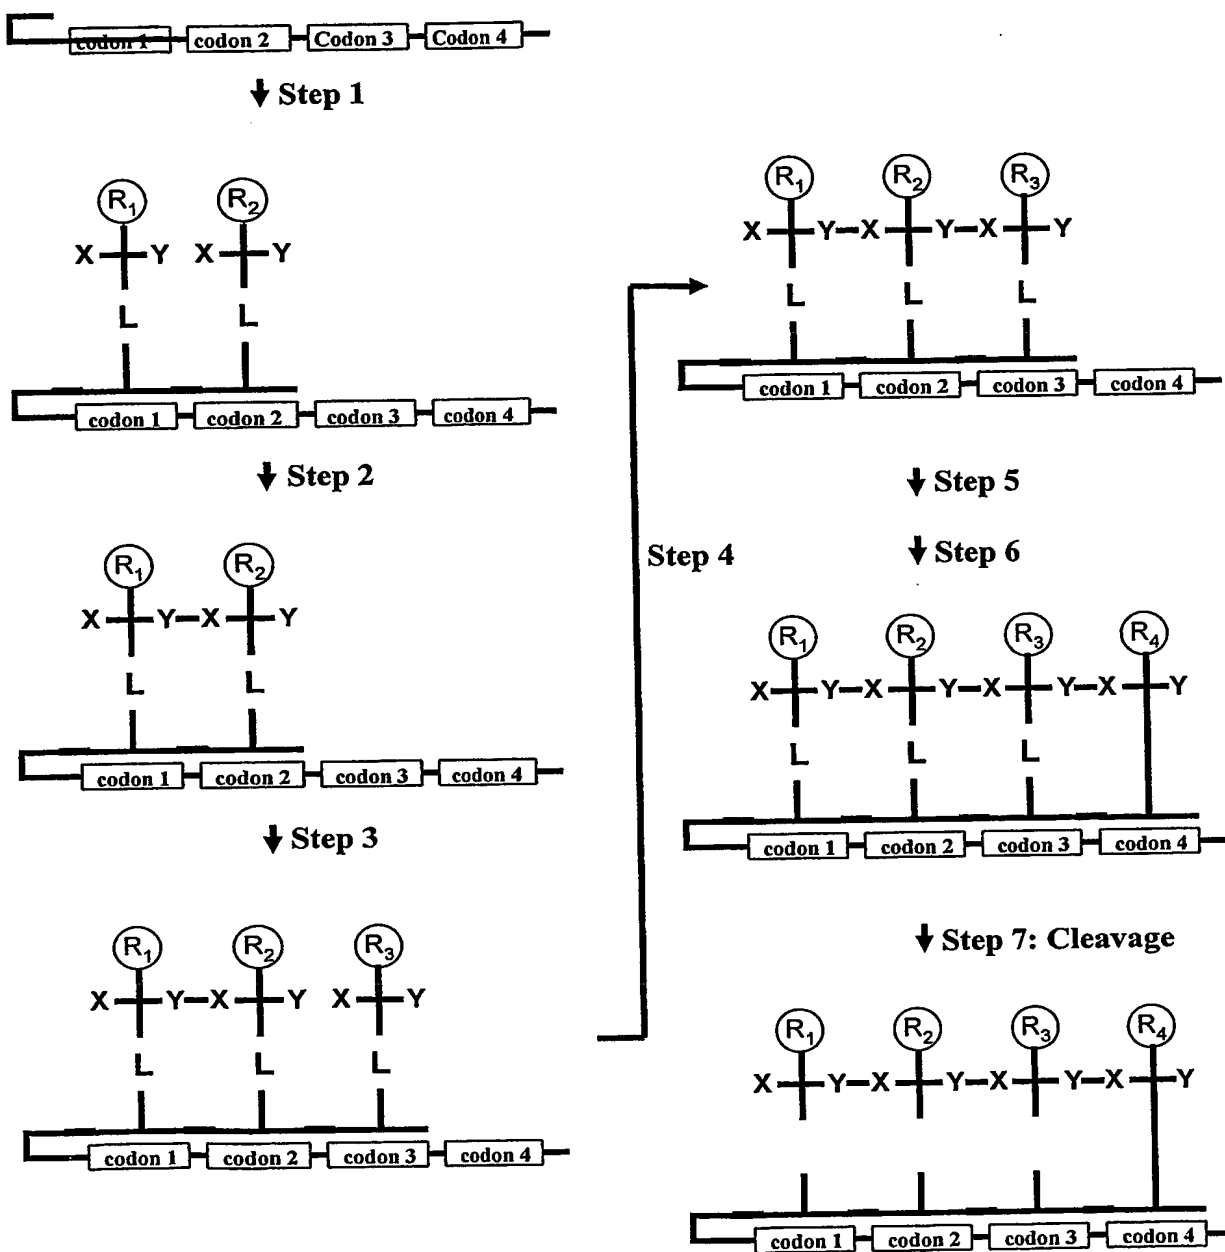 codon 1 codon 2 Codon 3 Codon 4
Step 1
R1 R2
X Y X Y
L L
codon 1 codon 2 codon 3 codon 4
Step 2
R1 R2
X Y-X Y
L L
codon 1 codon 2 codon 3 codon 4
Step 3
R1 R2 R3
X Y-X Y X Y
L L L
codon 1 codon 2 codon 3 codon 4
Step 4
R1 R2 R3
X Y-X Y-X Y
L L L
codon 1 codon 2 codon 3 codon 4
Step 5
Step 6
R1 R2 R3 R4
X Y-X Y-X Y-X Y
L L L
codon 1 codon 2 codon 3 codon 4
Step 7: Cleavage
R1 R2 R3 R4
X Y-X Y-X Y-X Y
codon 1 codon 2 codon 3 codon 4